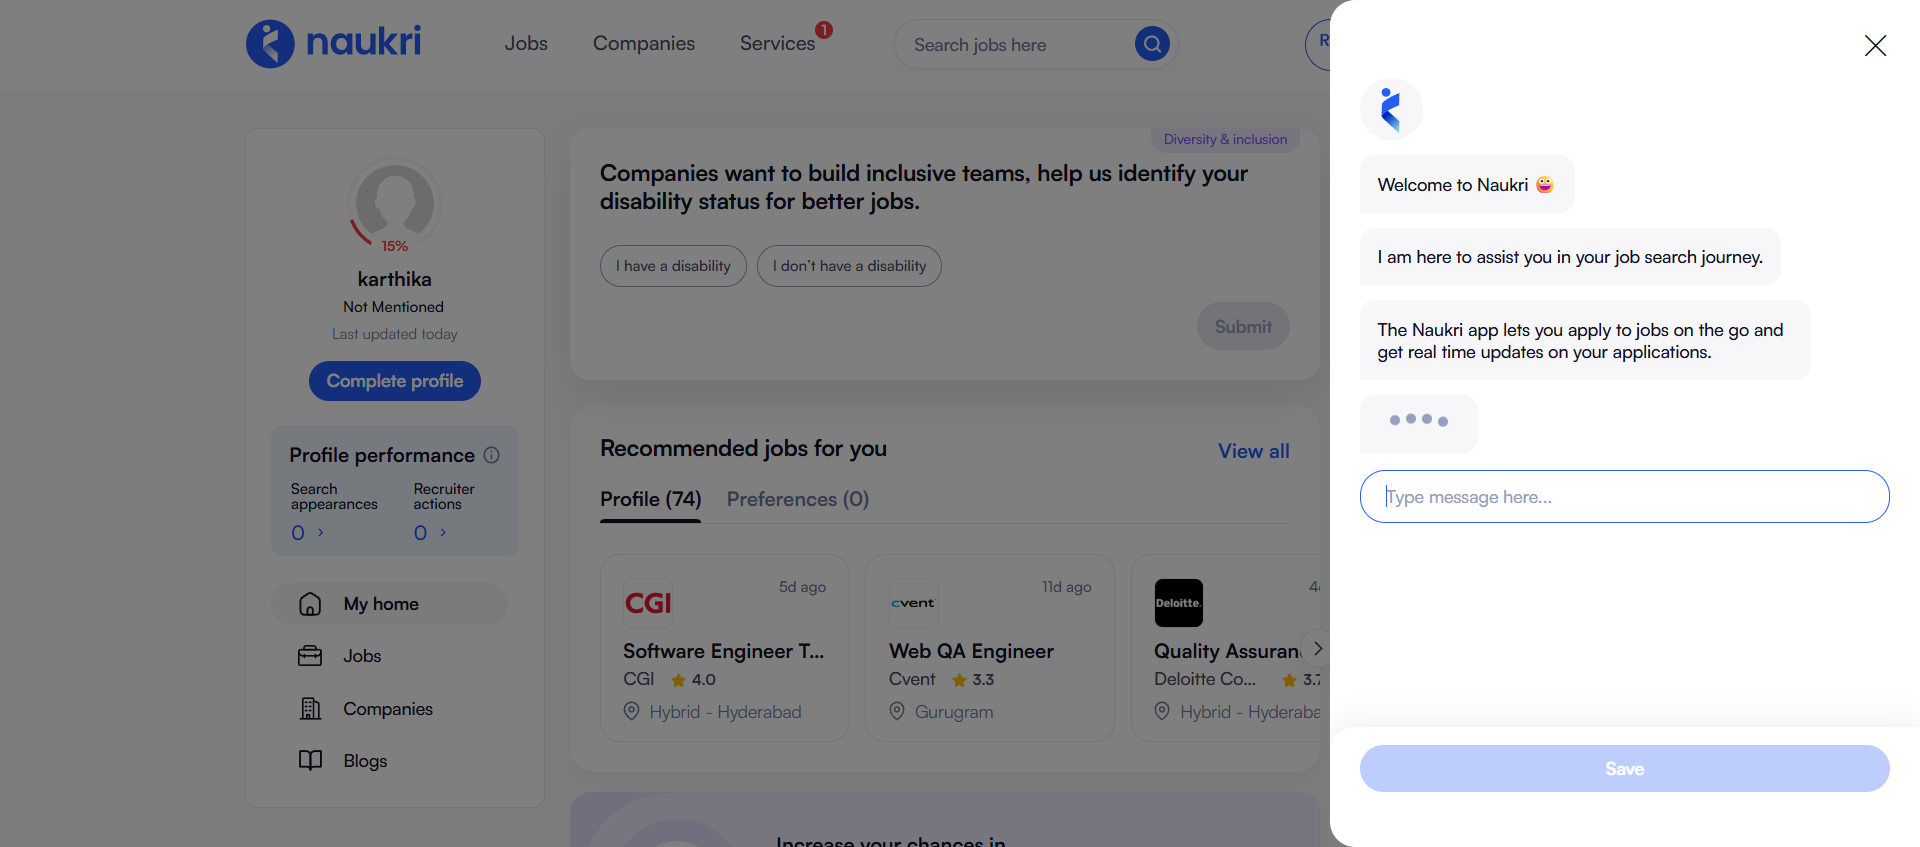 naukri
Jobs
Companies
Services
1
Search jobs here
R
15%
karthika
Not Mentioned
Last updated today
Complete profile
Profile performance
Search
appearances
0
Recruiter
actions
0
My home
Jobs
Companies
Blogs
Diversity & inclusion
Companies want to build inclusive teams, help us identify your
disability status for better jobs.
I have a disability
I don't have a disability
Submit
Recommended jobs for you
View all
Profile (74)
Preferences (0)
CGI
5d ago
Software Engineer T...
CGI 4.0
Hybrid - Hyderabad
cvent
11d ago
Web QA Engineer
Cvent 3.3
Gurugram
Deloitte.
Deloitte Co... 3.7
Hybrid -
Increase your chances in
Welcome to Naukri
I am here to assist you in your job search journey.
The Naukri app lets you apply to jobs on the go and
get real time updates on your applications.
Type message here...
Save